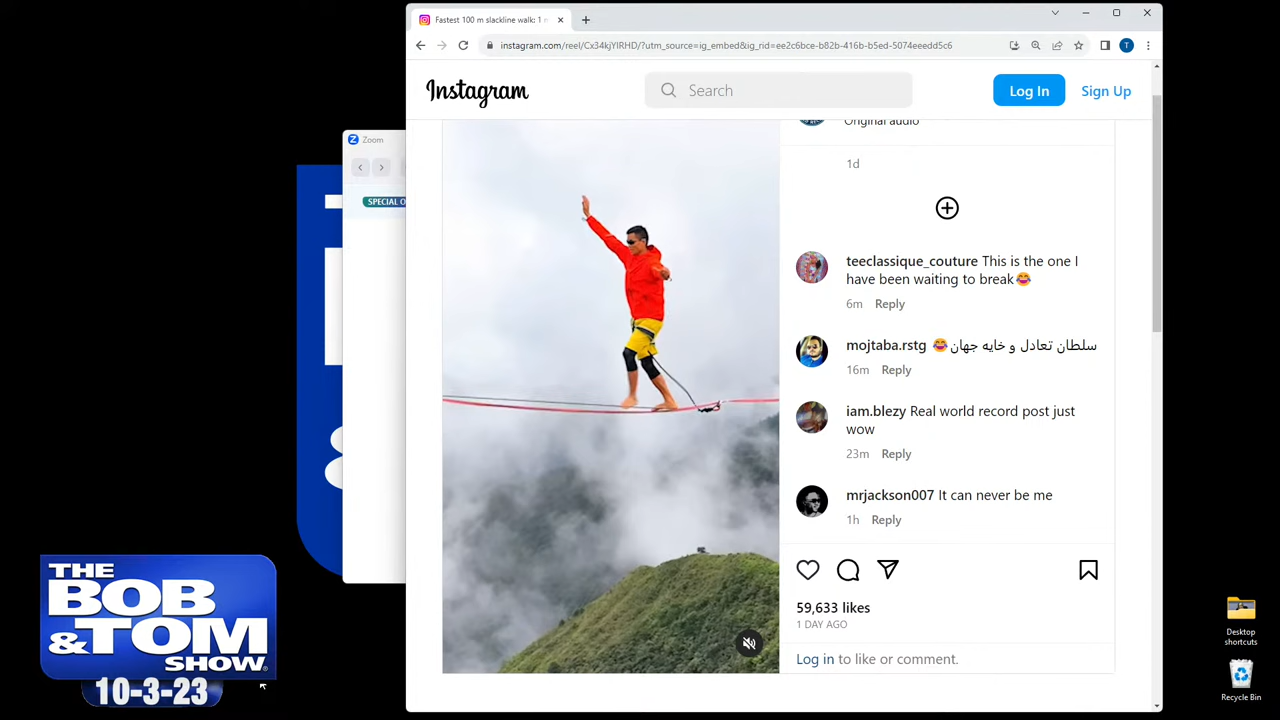 Fastest 100 m slackline walk: 1 m
instagram.com/reel/Cx34kjYIRHD/?utm_source=ig_embed&ig_rid=ee2c6bce-b82b-416b-b5ed-5074eeedd5c6
T
Instagram
Search
Log In
Sign Up
Zoom
SPECIAL O
Original audio
1d
teeclassique_couture This is the one I
have been waiting to break😂
6m Reply
mojtaba.rstg سلطان تعادل و خایه جهان😂
16m Reply
iam.blezy Real world record post just
wow
23m Reply
mrjackson007 It can never be me
1h Reply
59,633 likes
1 DAY AGO
Log in to like or comment.
THE
BOB
&TOM
SHOW
10-3-23
Desktop
shortcuts
Recycle Bin